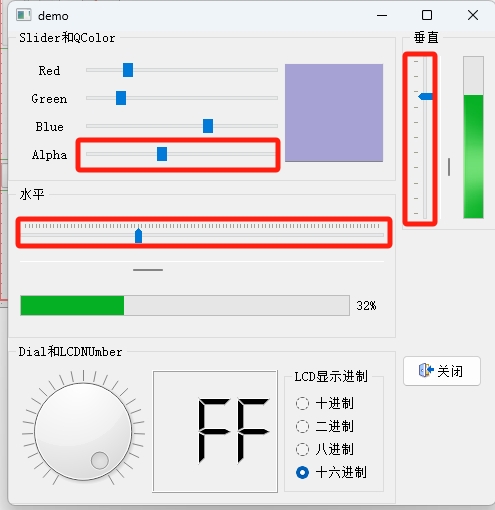 demo
Slider和QColor
垂直
Red
Green
Blue
Alpha
水平
32%
Dial和LCDNUmber
FF
LCD显示进制
十进制
二进制
八进制
十六进制
关闭